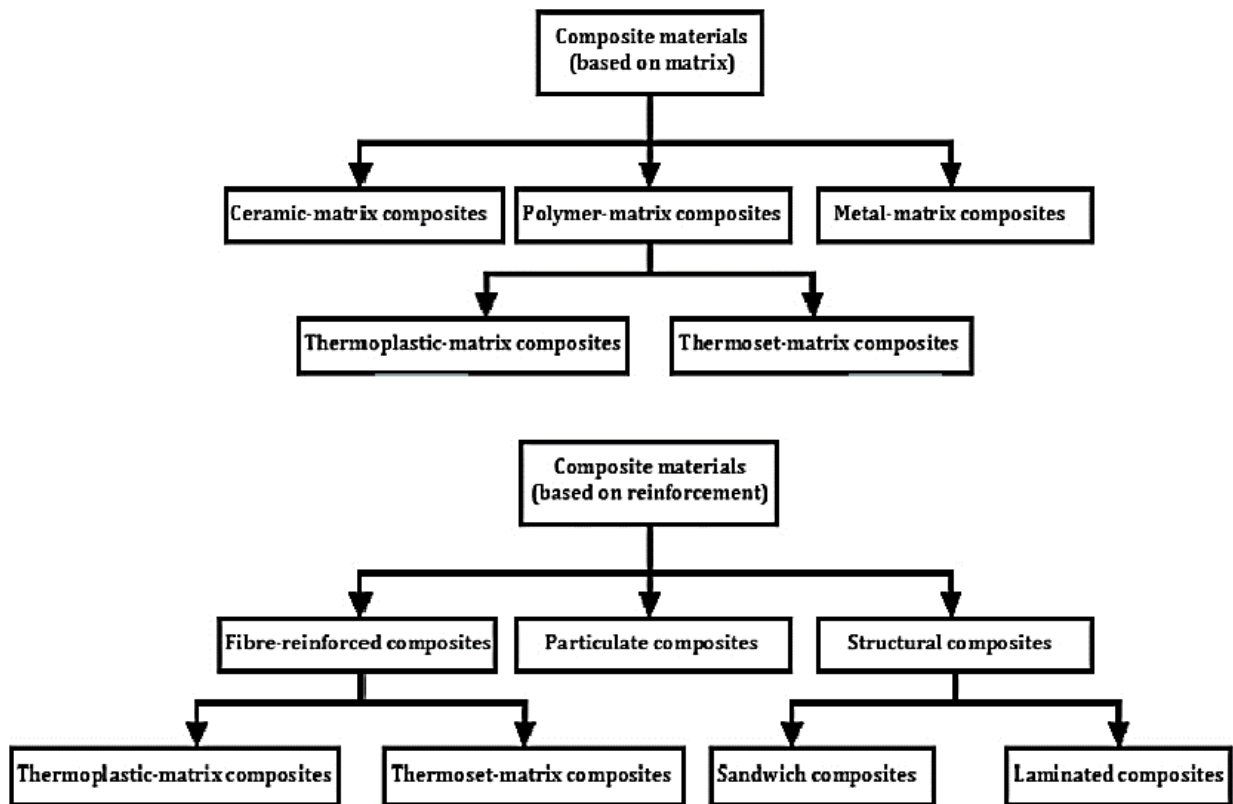 Composite materials
(based on matrix)
Ceramic-matrix composites
Polymer-matrix composites
Metal-matrix composites
Thermoplastic-matrix composites
Thermoset-matrix composites
Composite materials
(based on reinforcement)
Fibre-reinforced composites
Particulate composites
Structural composites
Thermoplastic-matrix composites
Thermoset-matrix composites
Sandwich composites
Laminated composites